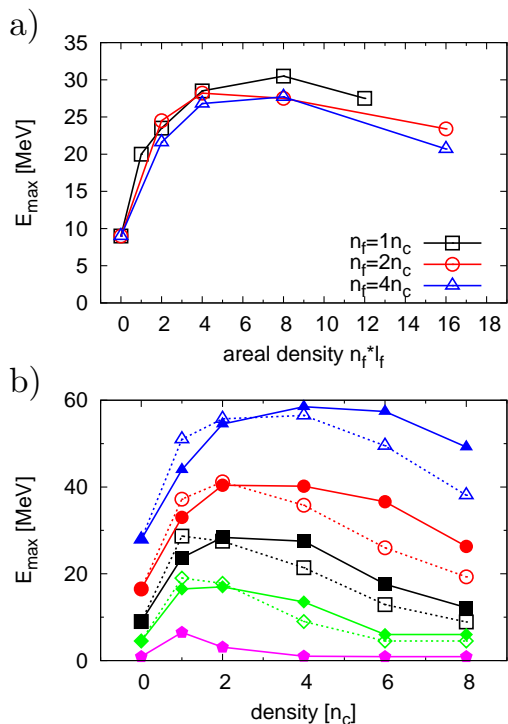 a)
35
30
25
20
15
10
5
0
E_max [MeV]
n_f=1n_c
n_f=2n_c
n_f=4n_c
0 2 4 6 8 10 12 14 16 18
areal density n_f*l_f
b)
60
40
20
0
E_max [MeV]
0 2 4 6 8
density [n_c]